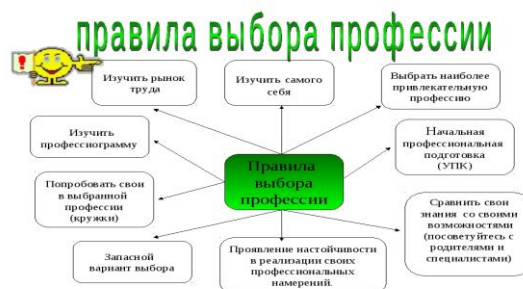 правила выбора профессии
Изучить рынок
труда
Изучить самого
себя
Выбрать наиболее
привлекательную
профессию
Изучить
профессиограмму
Начальная
профессиональная
подготовка
(УПК)
Правила
выбора
профессии
Попробовать свои
в выбранной
профессии
(кружки)
Сравнить свои
знания со своими
возможностями
(посоветуйтесь с
родителями и
специалистами)
Запасной
вариант выбора
Проявление настойчивости
в реализации своих
профессиональных
намерений.